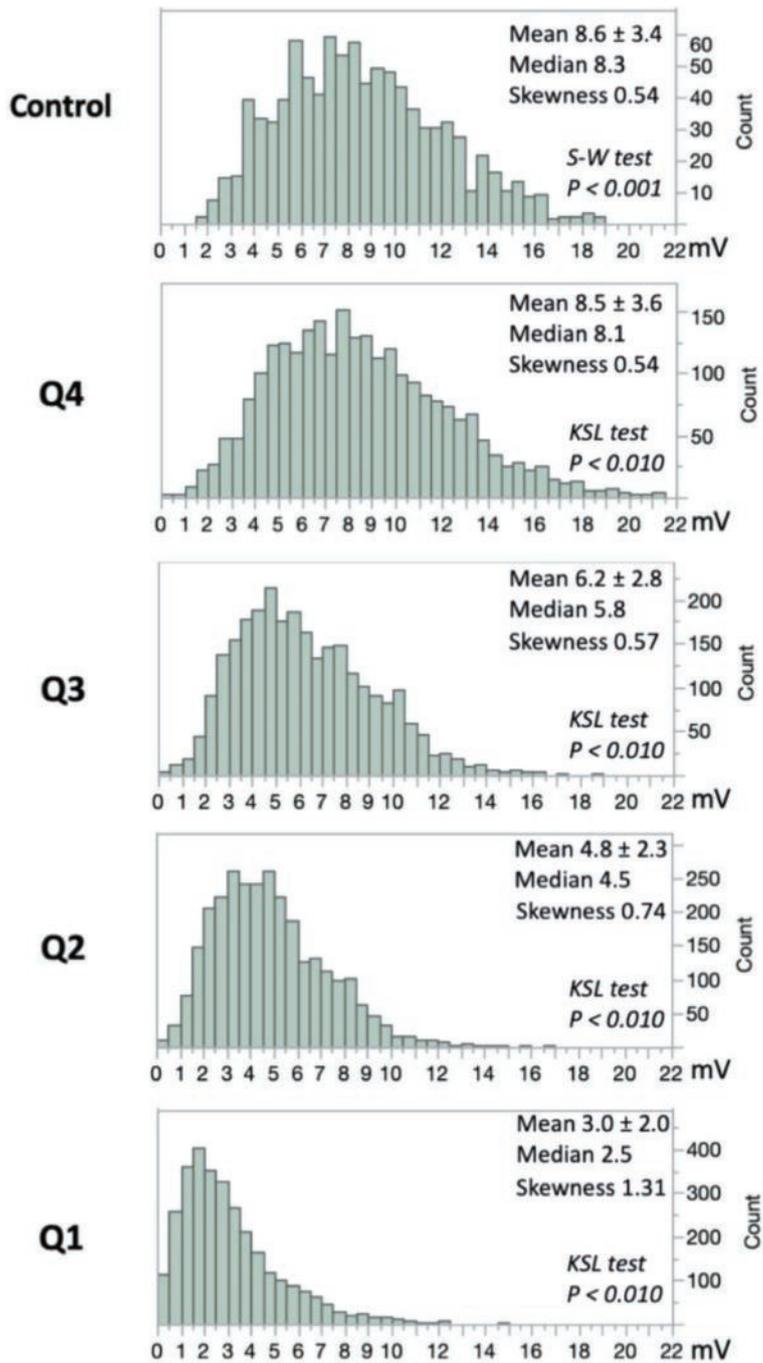 Control
Mean 8.6 ± 3.4
Median 8.3
Skewness 0.54
S-W test
P < 0.001
60
50
40
30
20
10
Count
0 1 2 3 4 5 6 7 8 9 10 12 14 16 18 20 22 mV
Q4
Mean 8.5 ± 3.6
Median 8.1
Skewness 0.54
KSL test
P < 0.010
150
100
50
Count
0 1 2 3 4 5 6 7 8 9 10 12 14 16 18 20 22 mV
Q3
Mean 6.2 ± 2.8
Median 5.8
Skewness 0.57
KSL test
P < 0.010
200
150
100
50
Count
0 1 2 3 4 5 6 7 8 9 10 12 14 16 18 20 22 mV
Q2
Mean 4.8 ± 2.3
Median 4.5
Skewness 0.74
KSL test
P < 0.010
250
200
150
100
50
Count
0 1 2 3 4 5 6 7 8 9 10 12 14 16 18 20 22 mV
Q1
Mean 3.0 ± 2.0
Median 2.5
Skewness 1.31
KSL test
P < 0.010
400
300
200
100
Count
0 1 2 3 4 5 6 7 8 9 10 12 14 16 18 20 22 mV